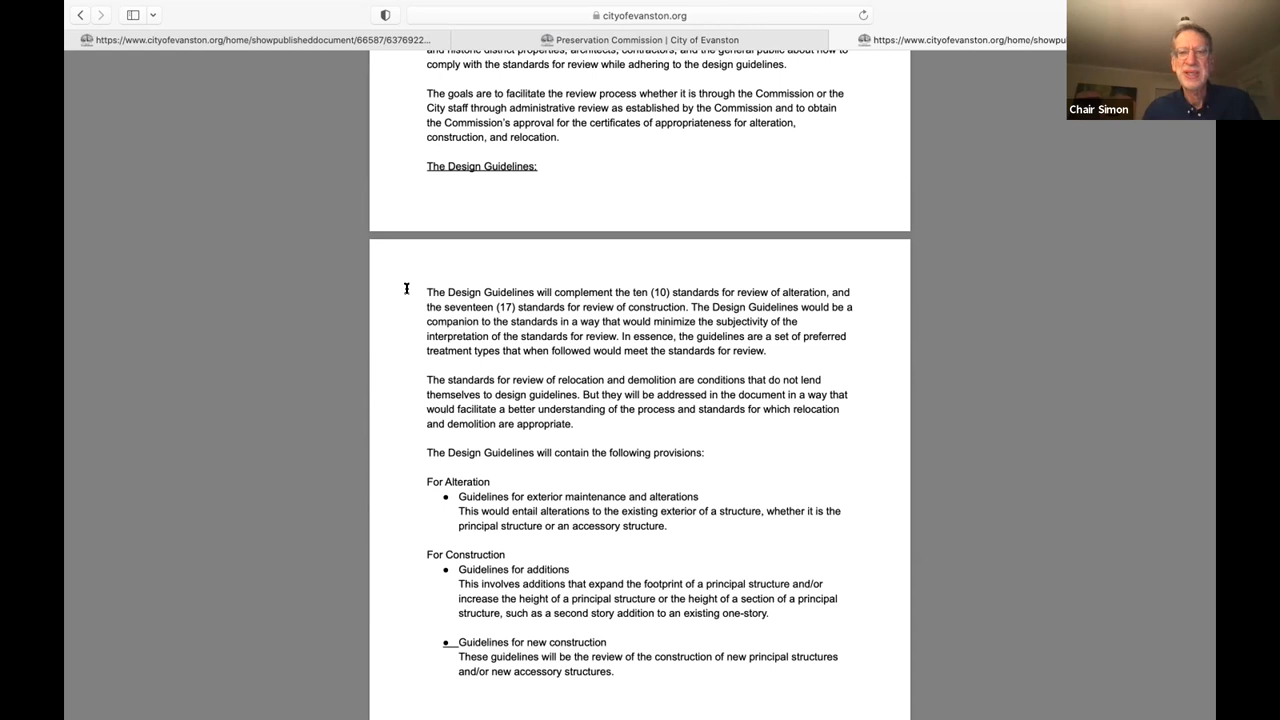 cityofevanston.org
https://www.cityofevanston.org/home/showpublisheddocument/66587/6376922...
Preservation Commission | City of Evanston
https://www.cityofevanston.org/home/showpu
Chair Simon
and historic district properties, architects, contractors, and the general public about how to
comply with the standards for review while adhering to the design guidelines.
The goals are to facilitate the review process whether it is through the Commission or the
City staff through administrative review as established by the Commission and to obtain
the Commission's approval for the certificates of appropriateness for alteration,
construction, and relocation.
The Design Guidelines:
The Design Guidelines will complement the ten (10) standards for review of alteration, and
the seventeen (17) standards for review of construction. The Design Guidelines would be a
companion to the standards in a way that would minimize the subjectivity of the
interpretation of the standards for review. In essence, the guidelines are a set of preferred
treatment types that when followed would meet the standards for review.
The standards for review of relocation and demolition are conditions that do not lend
themselves to design guidelines. But they will be addressed in the document in a way that
would facilitate a better understanding of the process and standards for which relocation
and demolition are appropriate.
The Design Guidelines will contain the following provisions:
For Alteration
● Guidelines for exterior maintenance and alterations
This would entail alterations to the existing exterior of a structure, whether it is the
principal structure or an accessory structure.
For Construction
● Guidelines for additions
This involves additions that expand the footprint of a principal structure and/or
increase the height of a principal structure or the height of a section of a principal
structure, such as a second story addition to an existing one-story.
● Guidelines for new construction
These guidelines will be the review of the construction of new principal structures
and/or new accessory structures.